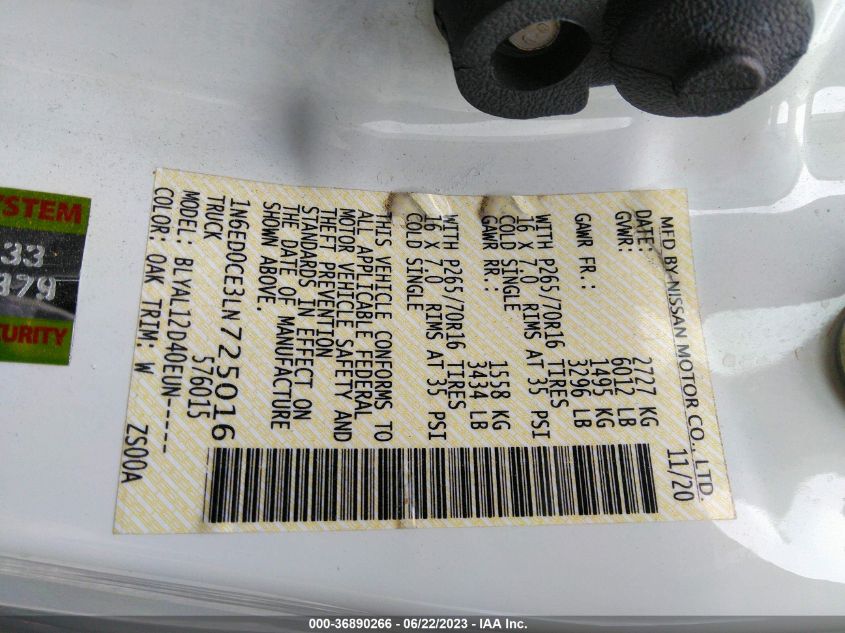 MFD BY NISSAN MOTOR CO., LTD.
DATE: 11/20
GVWR: 2727 KG
6012 LB
GAWR FR.: 1495 KG
3296 LB
WITH P265/70R16 TIRES
16 X 7.0 RIMS AT 35 PSI
COLD SINGLE
GAWR RR.: 1558 KG
3434 LB
WITH P265/70R16 TIRES
16 X 7.0 RIMS AT 35 PSI
COLD SINGLE
THIS VEHICLE CONFORMS TO
ALL APPLICABLE FEDERAL
MOTOR VEHICLE SAFETY AND
THEFT PREVENTION
STANDARDS IN EFFECT ON
THE DATE OF MANUFACTURE
SHOWN ABOVE.
1N6ED0CE3LN725016
TRUCK 576015
MODEL: BLYAL12D40EUN-----
COLOR: QAK TRIM: W ZS00A
YSTEM
33
379
CURITY
000-36890266 - 06/22/2023 - IAA Inc.